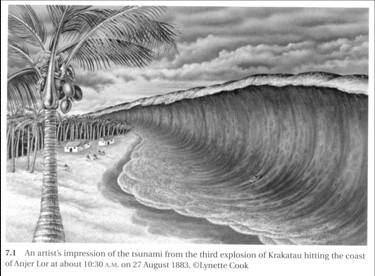 7.1 An artist's impression of the tsunami from the third explosion of Krakatau hitting the coast
of Anjer Lor at about 10:30 A.M. on 27 August 1883. ©Lynette Cook